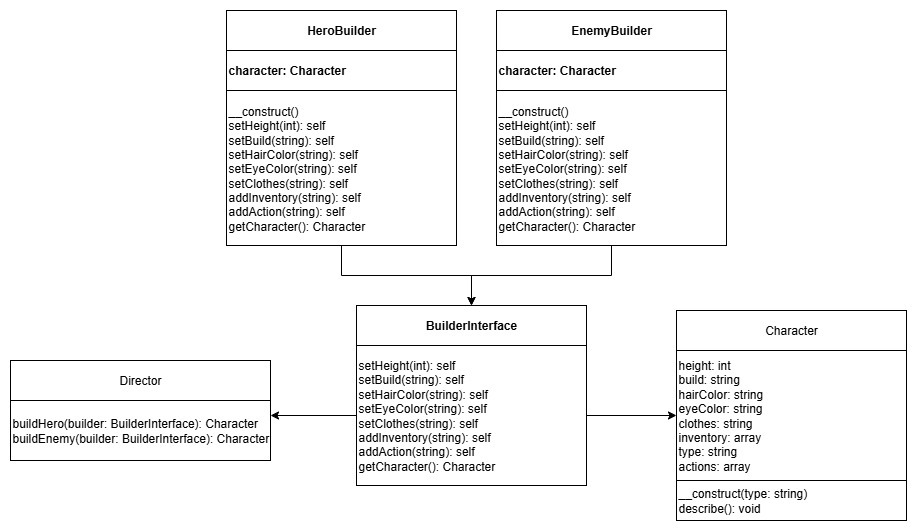 HeroBuilder
character: Character
__construct()
setHeight(int): self
setBuild(string): self
setHairColor(string): self
setEyeColor(string): self
setClothes(string): self
addInventory(string): self
addAction(string): self
getCharacter(): Character
EnemyBuilder
character: Character
__construct()
setHeight(int): self
setBuild(string): self
setHairColor(string): self
setEyeColor(string): self
setClothes(string): self
addInventory(string): self
addAction(string): self
getCharacter(): Character
BuilderInterface
setHeight(int): self
setBuild(string): self
setHairColor(string): self
setEyeColor(string): self
setClothes(string): self
addInventory(string): self
addAction(string): self
getCharacter(): Character
Director
buildHero(builder: BuilderInterface): Character
buildEnemy(builder: BuilderInterface): Character
Character
height: int
build: string
hairColor: string
eyeColor: string
clothes: string
inventory: array
type: string
actions: array
__construct(type: string)
describe(): void